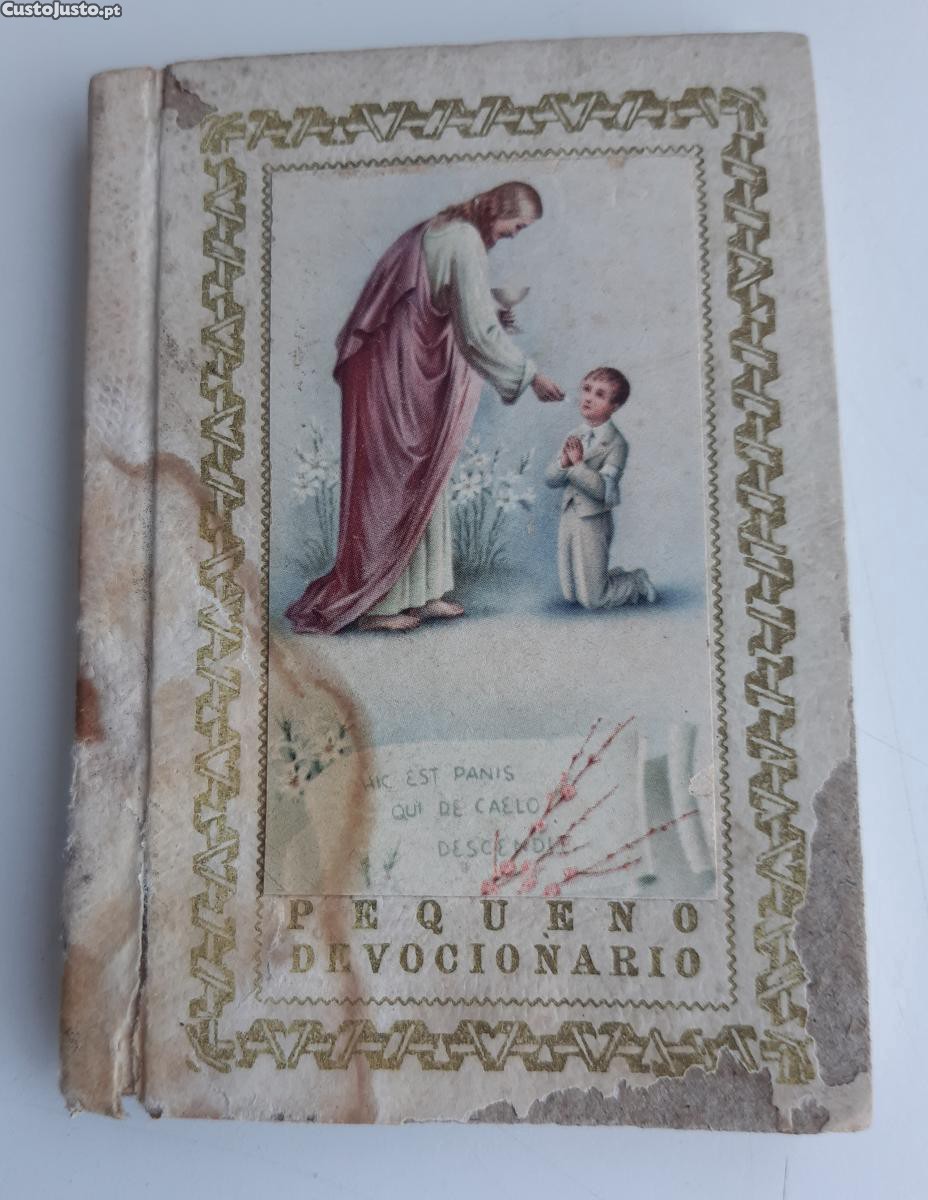 CustoJusto.pt
HIC EST PANIS
QUI DE CAELO
DESCENDIT
PEQUENO
DEVOCIONARIO